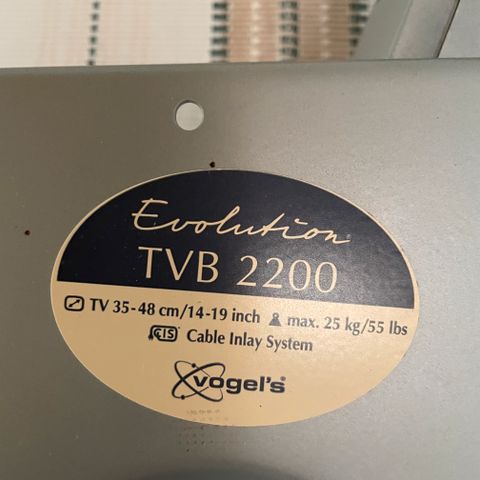 Evolution
TVB 2200
TV 35-48 cm/14-19 inch max. 25 kg/55 lbs
CIS Cable Inlay System
vogel's